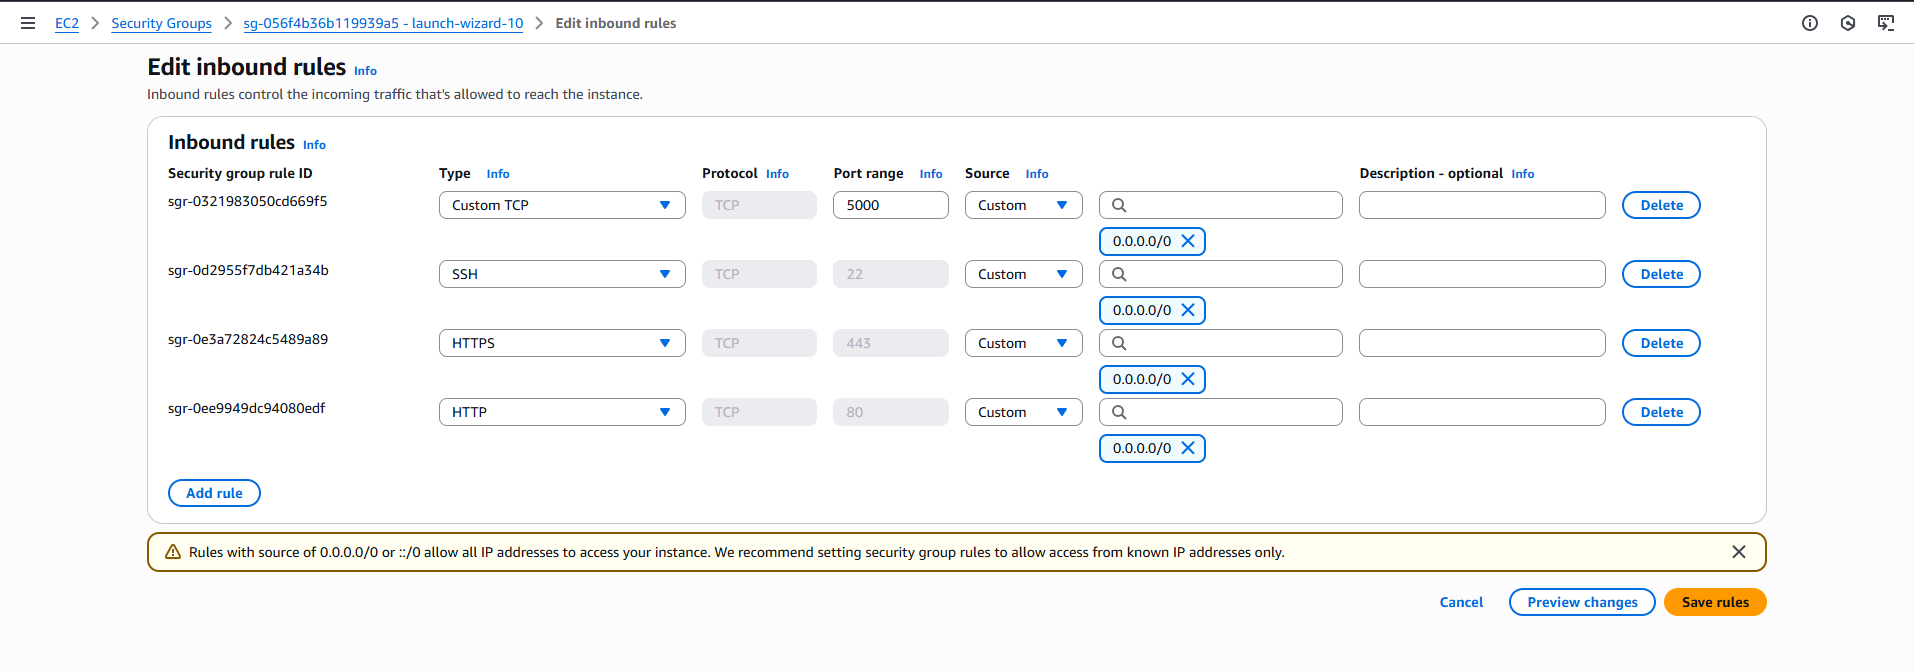 EC2 > Security Groups > sg-056f4b36b119939a5 - launch-wizard-10 > Edit inbound rules
Edit inbound rules Info
Inbound rules control the incoming traffic that's allowed to reach the instance.
Inbound rules Info
Security group rule ID Type Info Protocol Info Port range Info Source Info Description - optional Info
sgr-0321983050cd669f5 Custom TCP TCP 5000 Custom Delete
0.0.0.0/0
sgr-0d2955f7db421a34b SSH TCP 22 Custom Delete
0.0.0.0/0
sgr-0e3a72824c5489a89 HTTPS TCP 443 Custom Delete
0.0.0.0/0
sgr-0ee9949dc94080edf HTTP TCP 80 Custom Delete
0.0.0.0/0
Add rule
Rules with source of 0.0.0.0/0 or ::/0 allow all IP addresses to access your instance. We recommend setting security group rules to allow access from known IP addresses only.
Cancel Preview changes Save rules